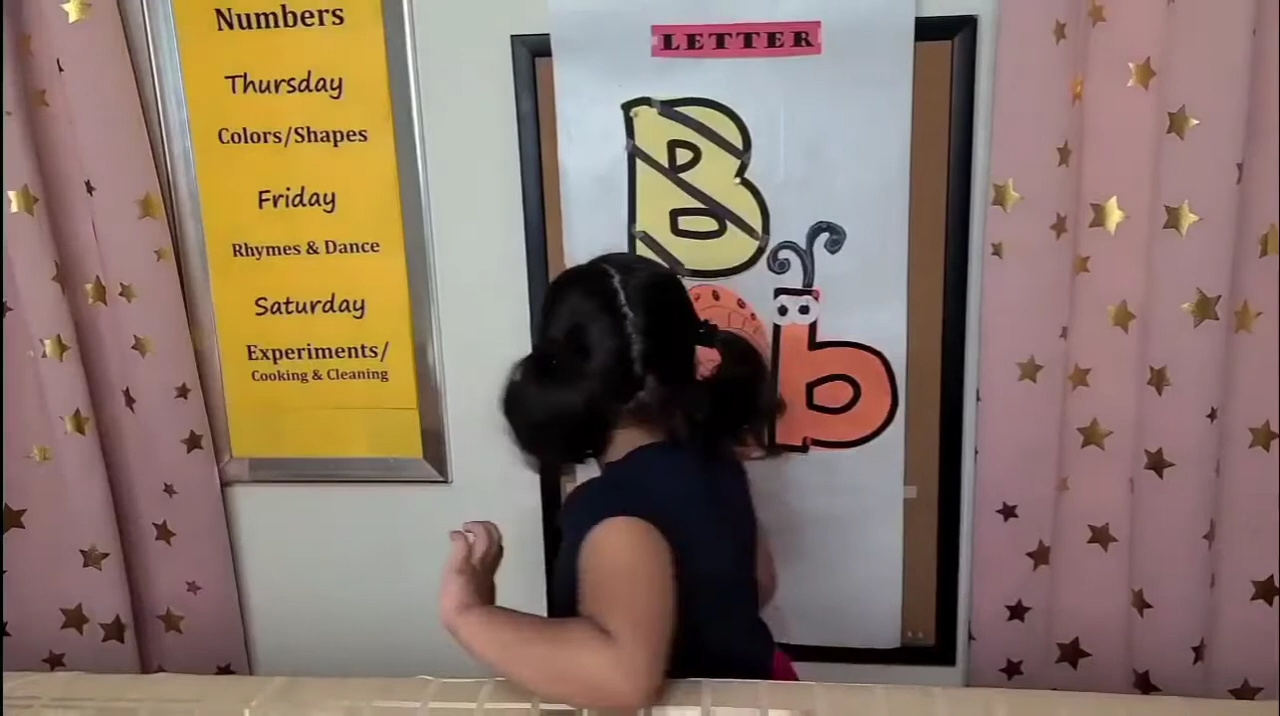 Numbers
Thursday
Colors/Shapes
Friday
Rhymes & Dance
Saturday
Experiments/
Cooking & Cleaning
LETTER
B
b